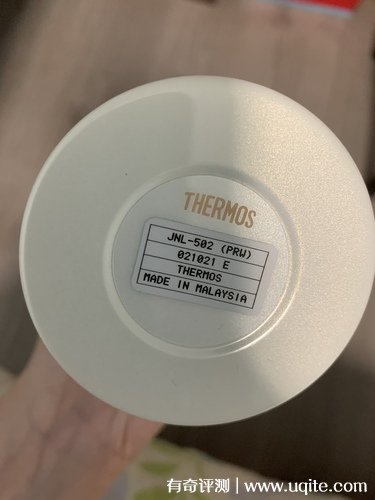 THERMOS
JNL-502 (PRW)
021021 E
THERMOS
MADE IN MALAYSIA
有奇评测 | www.uqite.com